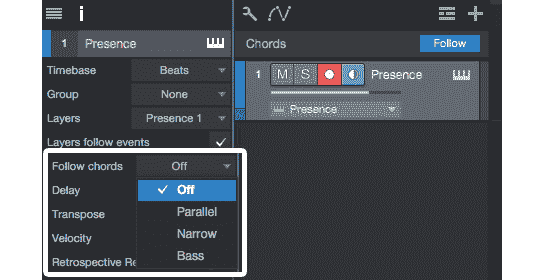 1 Presence
Timebase Beats
Group None
Layers Presence 1
Layers follow events
Follow chords Off
Delay
Off
Transpose
Parallel
Velocity
Narrow
Retrospective Re
Bass
Chords Follow
1 M S Presence
Presence